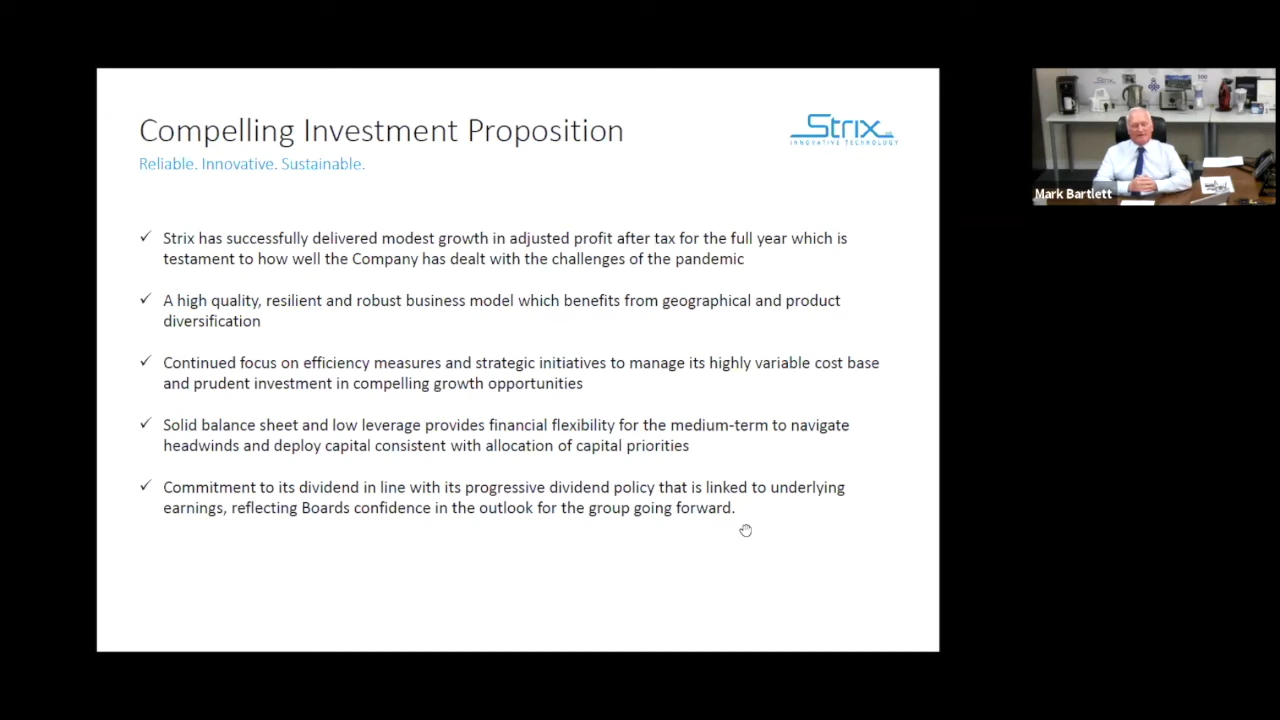 Compelling Investment Proposition
Reliable. Innovative. Sustainable.
Strix
INNOVATIVE TECHNOLOGY
✓ Strix has successfully delivered modest growth in adjusted profit after tax for the full year which is
testament to how well the Company has dealt with the challenges of the pandemic
✓ A high quality, resilient and robust business model which benefits from geographical and product
diversification
✓ Continued focus on efficiency measures and strategic initiatives to manage its highly variable cost base
and prudent investment in compelling growth opportunities
✓ Solid balance sheet and low leverage provides financial flexibility for the medium-term to navigate
headwinds and deploy capital consistent with allocation of capital priorities
✓ Commitment to its dividend in line with its progressive dividend policy that is linked to underlying
earnings, reflecting Boards confidence in the outlook for the group going forward.
Strix
Mark Bartlett